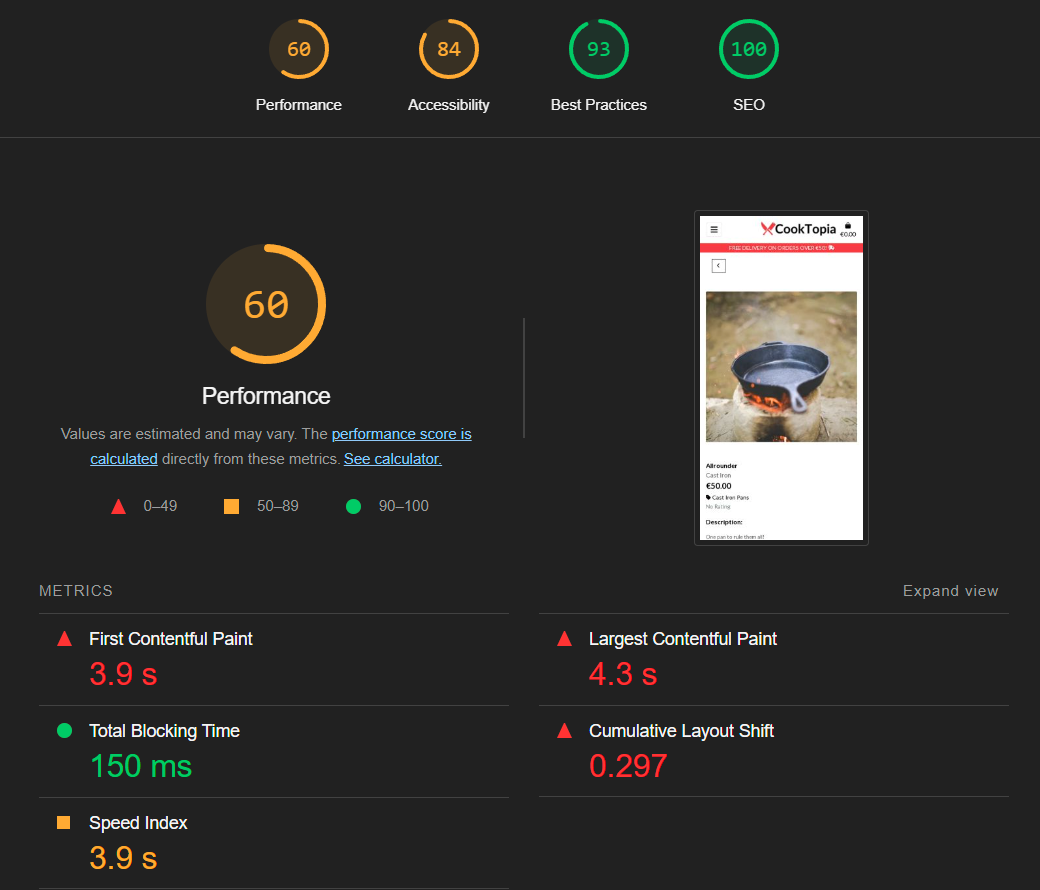 60
84
93
100
Performance
Accessibility
Best Practices
SEO
CookTopia
€0.00
FREE DELIVERY ON ORDERS OVER €50!
60
Performance
Values are estimated and may vary. The performance score is
calculated directly from these metrics. See calculator.
0–49
50–89
90–100
Allrounder
Cast Iron
€50.00
Cast Iron Pans
No Rating
Description:
One pan to rule them all!
METRICS
Expand view
First Contentful Paint
3.9 s
Largest Contentful Paint
4.3 s
Total Blocking Time
150 ms
Cumulative Layout Shift
0.297
Speed Index
3.9 s